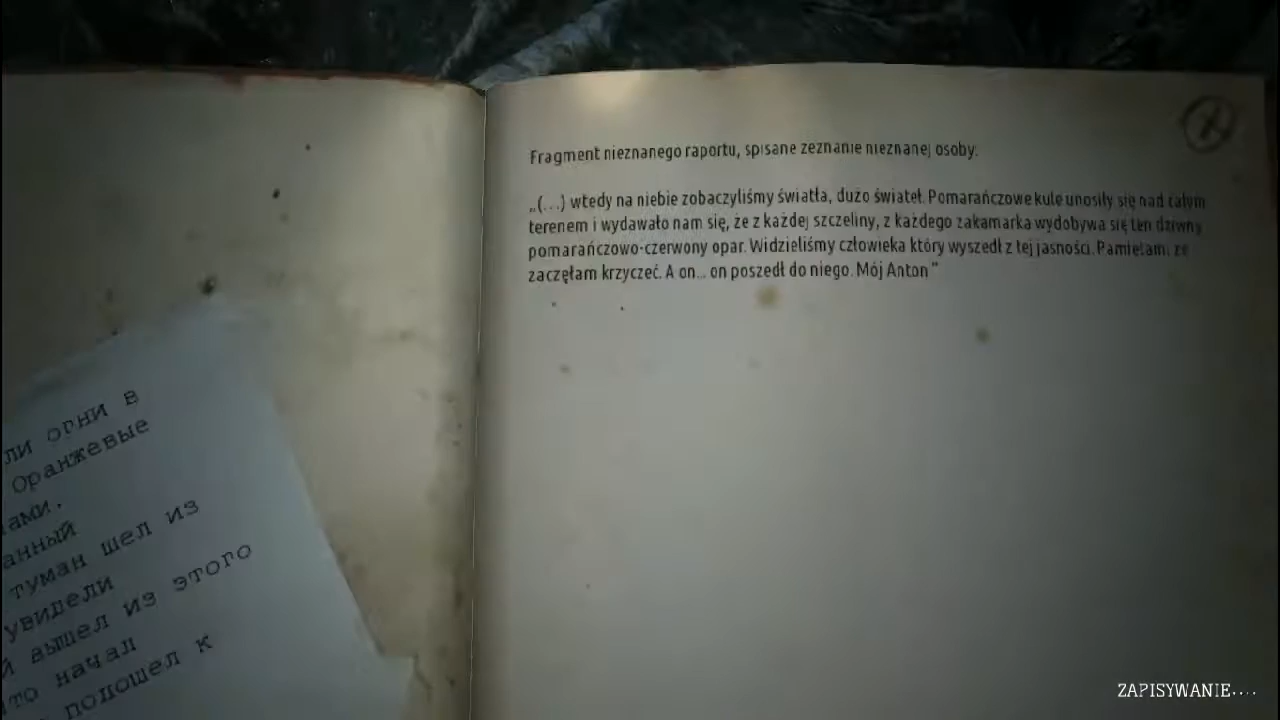 ли огни в
Оранжевые
ами.
анный
туман шел из
увидели
й вышел из этого
что начал
подошел к
Fragment nieznanego raportu, spisane zeznanie nieznanej osoby.
„(...) wtedy na niebie zobaczyliśmy światła, dużo świateł. Pomarańczowe kule unosiły się nad całym
terenem i wydawało nam się, że z każdej szczeliny, z każdego zakamarka wydobywa się ten dziwny
pomarańczowo-czerwony opar. Widzieliśmy człowieka który wyszedł z tej jasności. Pamiętam, że
zaczęłam krzyczeć. A on... on poszedł do niego. Mój Anton "
ZAPISYWANIE....